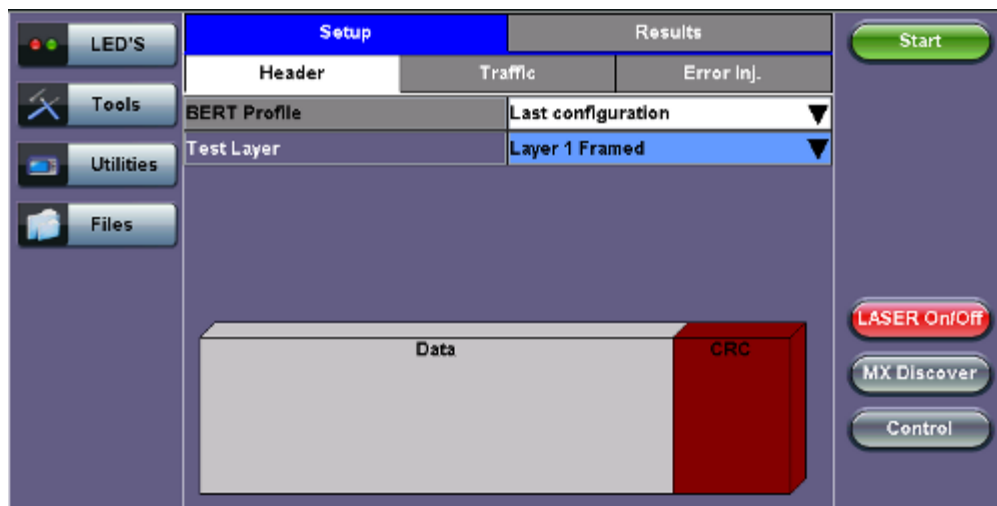 LED'S
Tools
Utilities
Files
Setup
Results
Header
Traffic
Error Inj.
BERT Profile
Last configuration
Test Layer
Layer 1 Framed
Data
CRC
Start
LASER On/Off
MX Discover
Control